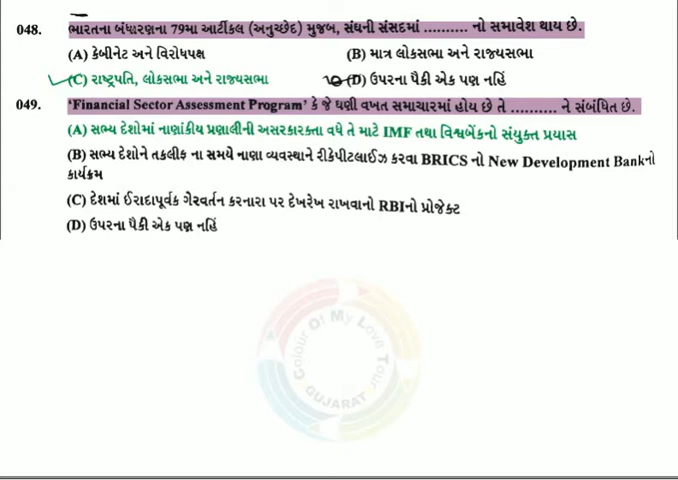 048. ભારતના બંધારણના 79મા આર્ટીકલ (અનુચ્છેદ) મુજબ, સંઘની સંસદમાં .......... નો સમાવેશ થાય છે.
(A) કેબીનેટ અને વિરોધપક્ષ (B) માત્ર લોકસભા અને રાજ્યસભા
(C) રાષ્ટ્રપતિ, લોકસભા અને રાજ્યસભા (D) ઉપરના પૈકી એક પણ નહિં
049. ‘Financial Sector Assessment Program’ કે જે ઘણી વખત સમાચારમાં હોય છે તે .......... ને સંબંધિત છે.
(A) સભ્ય દેશોમાં નાણાંકીય પ્રણાલીની અસરકારક્તા વધે તે માટે IMF તથા વિશ્વબેંકનો સંયુક્ત પ્રયાસ
(B) સભ્ય દેશોને તકલીફ ના સમયે નાણા વ્યવસ્થાને રીકેપીટલાઈઝ કરવા BRICS નો New Development Bankનો
કાર્યક્રમ
(C) દેશમાં ઈરાદાપૂર્વક ગેરવર્તન કરનારા પર દેખરેખ રાખવાનો RBIનો પ્રોજેક્ટ
(D) ઉપરના પૈકી એક પણ નહિં
Colour Of My Love Tour
GUJARAT